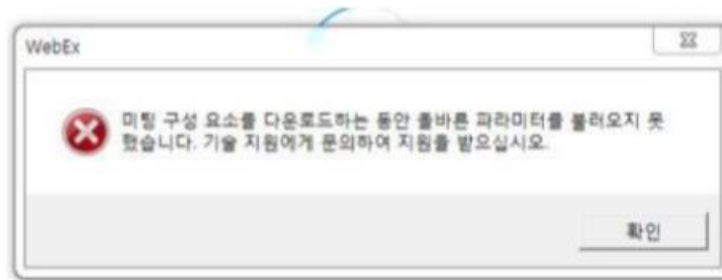 WebEx
미팅 구성 요소를 다운로드하는 동안 올바른 파라미터를 불러오지 못
했습니다. 기술 지원에게 문의하여 지원을 받으십시오.
확인